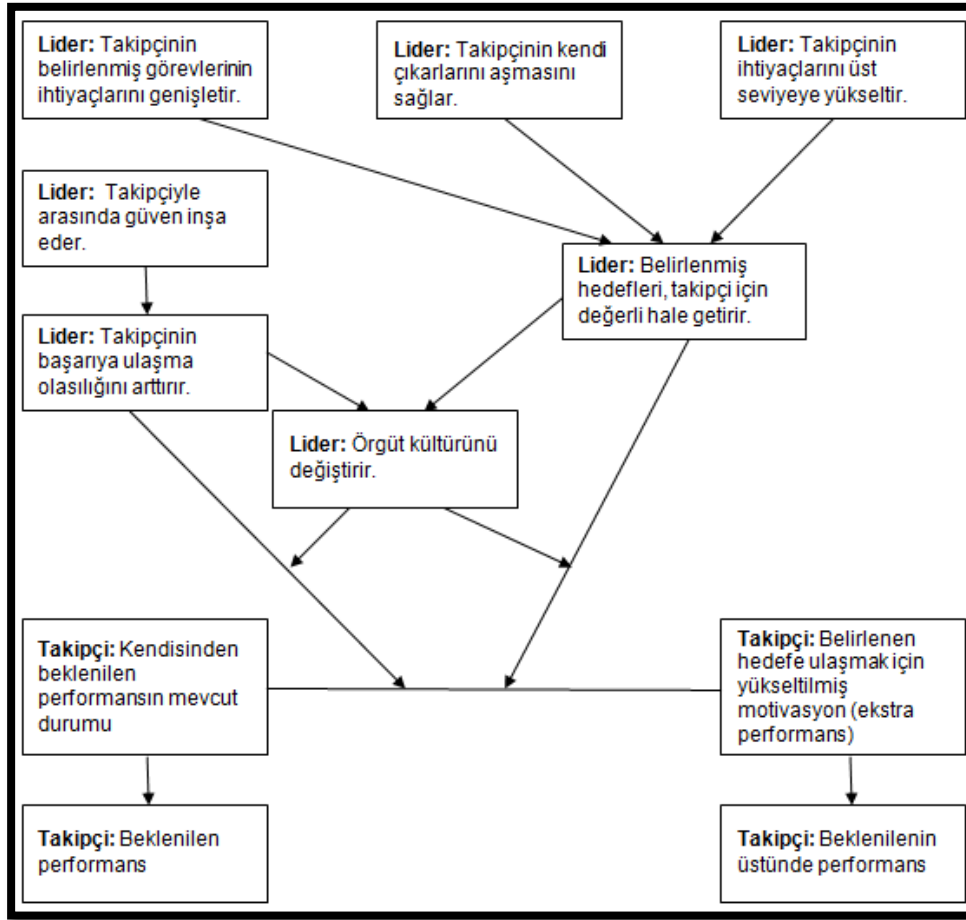 Lider: Takipçinin
belirlenmiş görevlerinin
ihtiyaçlarını genişletir.
Lider: Takipçinin kendi
çıkarlarını aşmasını
sağlar.
Lider: Takipçinin
ihtiyaçlarını üst
seviyeye yükseltir.
Lider: Takipçiyle
arasında güven inşa
eder.
Lider: Belirlenmiş
hedefleri, takipçi için
değerli hale getirir.
Lider: Takipçinin
başarıya ulaşma
olasılığını arttırır.
Lider: Örgüt kültürünü
değiştirir.
Takipçi: Kendisinden
beklenilen
performansın mevcut
durumu
Takipçi: Belirlenen
hedefe ulaşmak için
yükseltilmiş
motivasyon (ekstra
performans)
Takipçi: Beklenilen
performans
Takipçi: Beklenilenin
üstünde performans